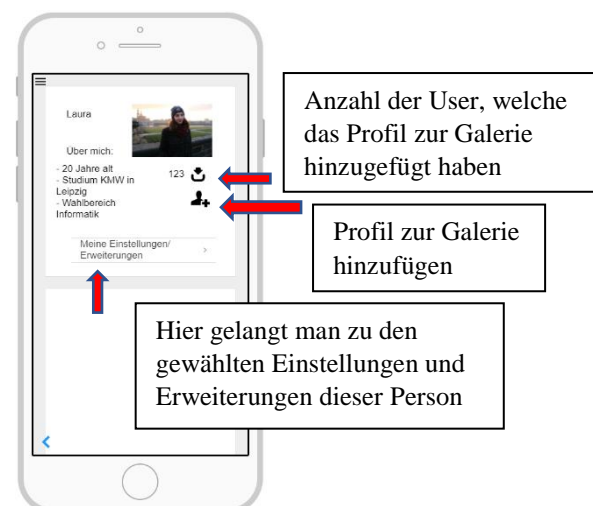 Laura
Über mich:
- 20 Jahre alt
- Studium KMW in
Leipzig
- Wahlbereich
Informatik
123
Meine Einstellungen/
Erweiterungen
Anzahl der User, welche
das Profil zur Galerie
hinzugefügt haben
Profil zur Galerie
hinzufügen
Hier gelangt man zu den
gewählten Einstellungen und
Erweiterungen dieser Person